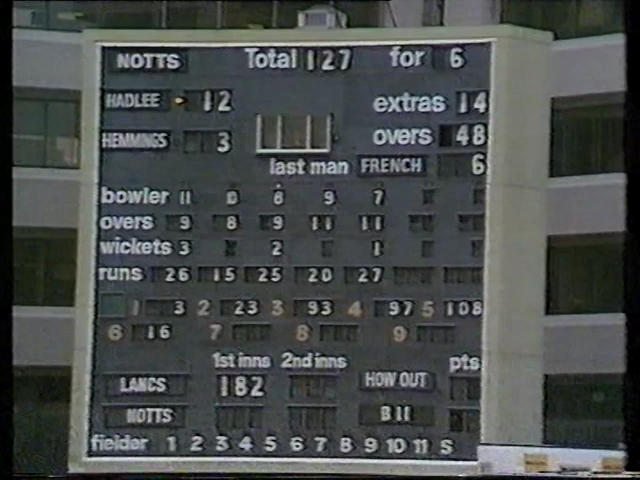 NOTTS Total 127 for 6
HADLEE 12 extras 14
HEMMINGS 3 overs 48
last man FRENCH 6
bowler 11 10 8 9 7
overs 9 8 9 11 11
wickets 3 2 1
runs 26 15 25 20 27
1 3 2 23 3 93 4 97 5 108
6 16 7 8 9
1st inns 2nd inns pts
LANCS 182 HOW OUT
NOTTS B 11
fielder 1 2 3 4 5 6 7 8 9 10 11 S